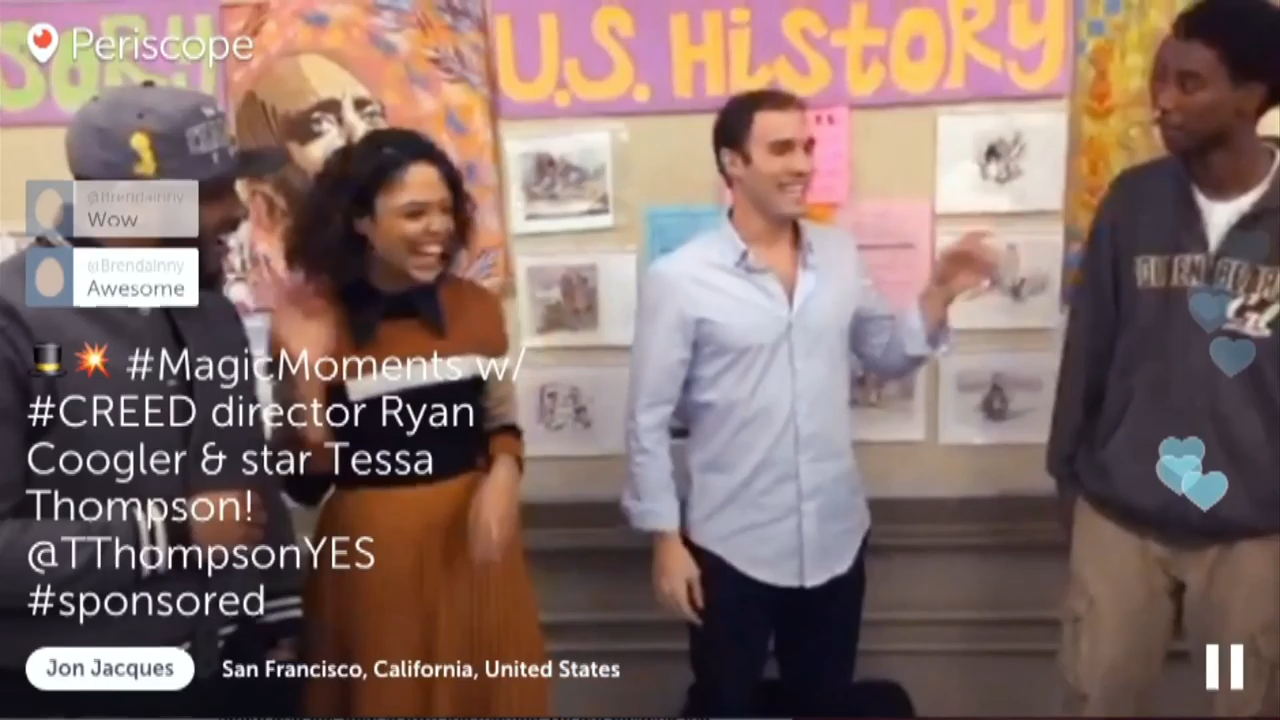 U.S. HiStoRY
Periscope
@Brendainny
Wow
@Brendainny
Awesome
#MagicMoments w/
#CREED director Ryan
Coogler & star Tessa
Thompson!
@TThompsonYES
#sponsored
Jon Jacques
San Francisco, California, United States